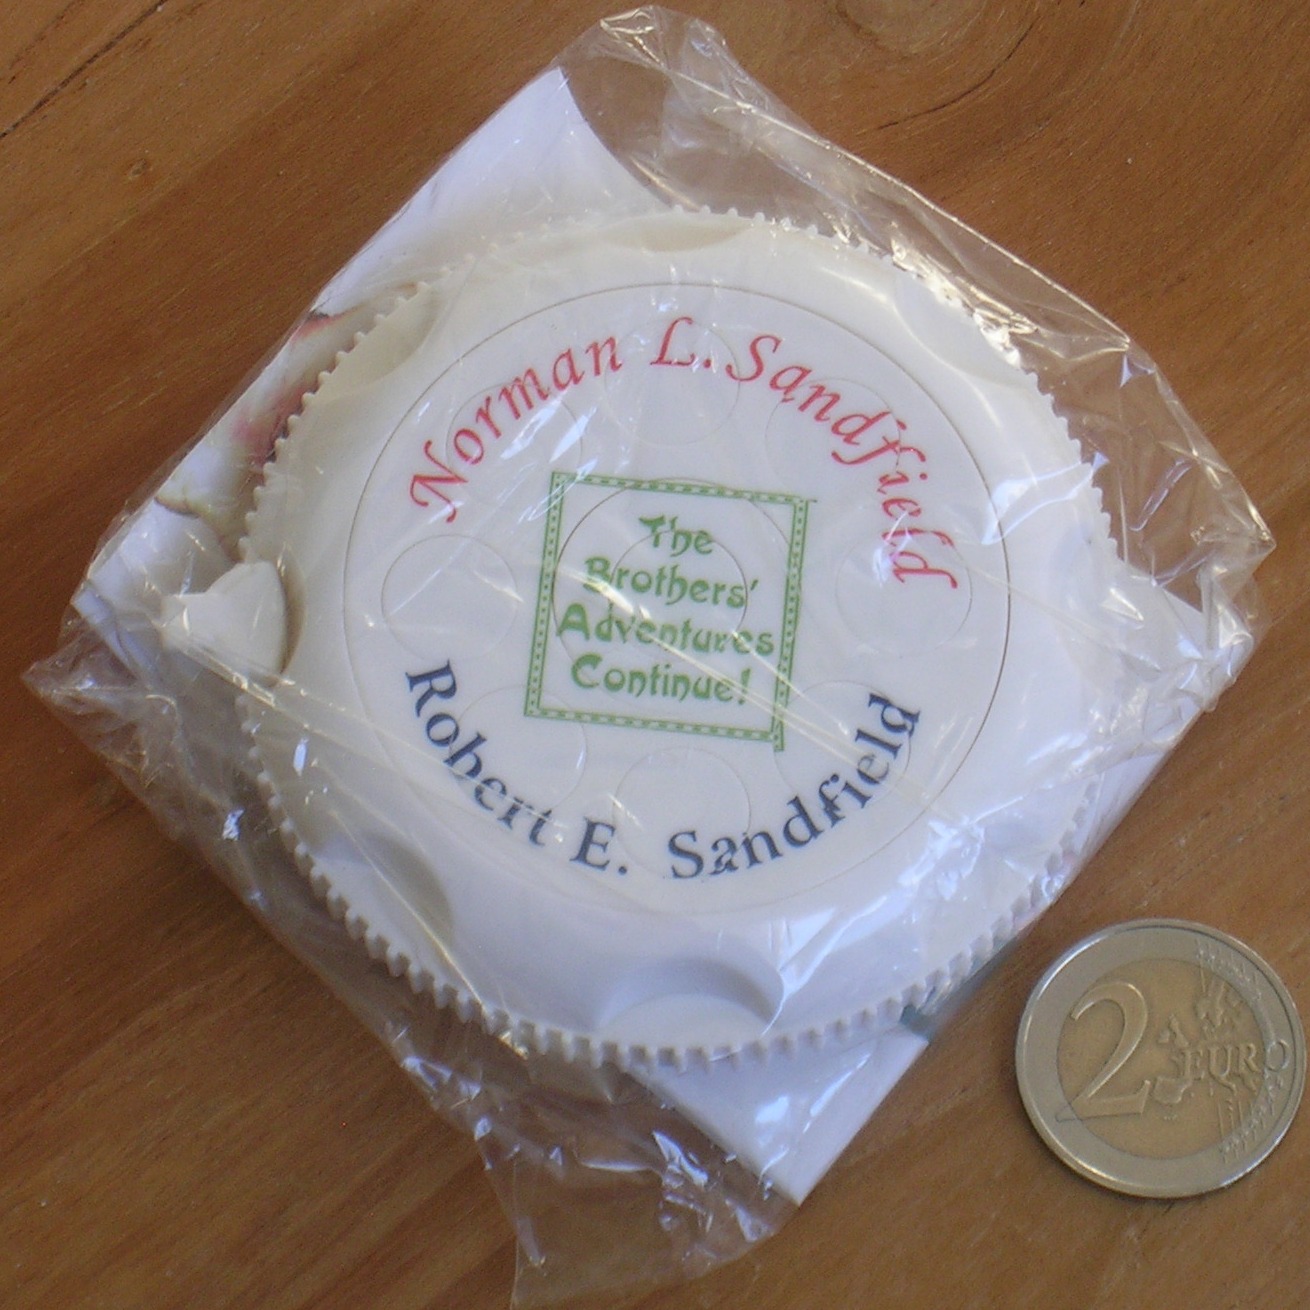 Norman L. Sandfield
The
Brothers'
Adventures
Continue!
Robert E. Sandfield
2 EURO